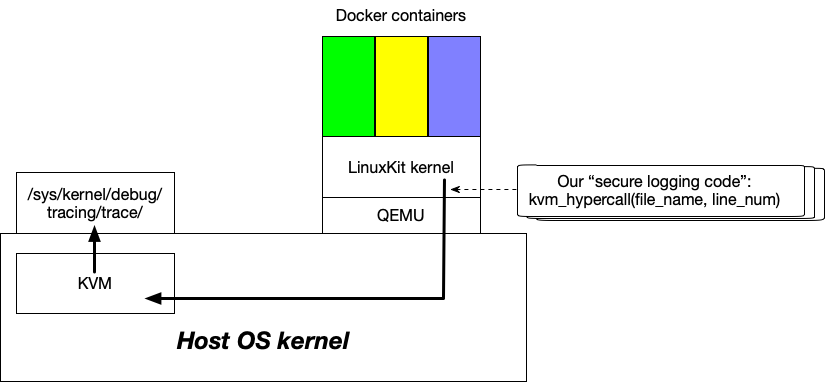 Docker containers
LinuxKit kernel
QEMU
Our “secure logging code”:
kvm_hypercall(file_name, line_num)
/sys/kernel/debug/
tracing/trace/
KVM
Host OS kernel